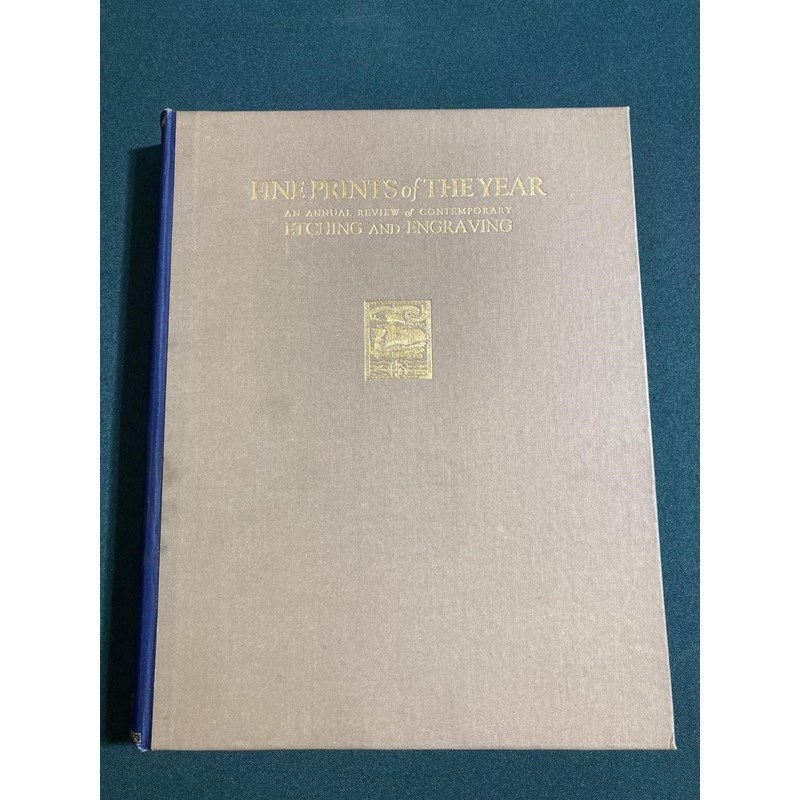 FINE PRINTS of THE YEAR
AN ANNUAL REVIEW of CONTEMPORARY
ETCHING AND ENGRAVING